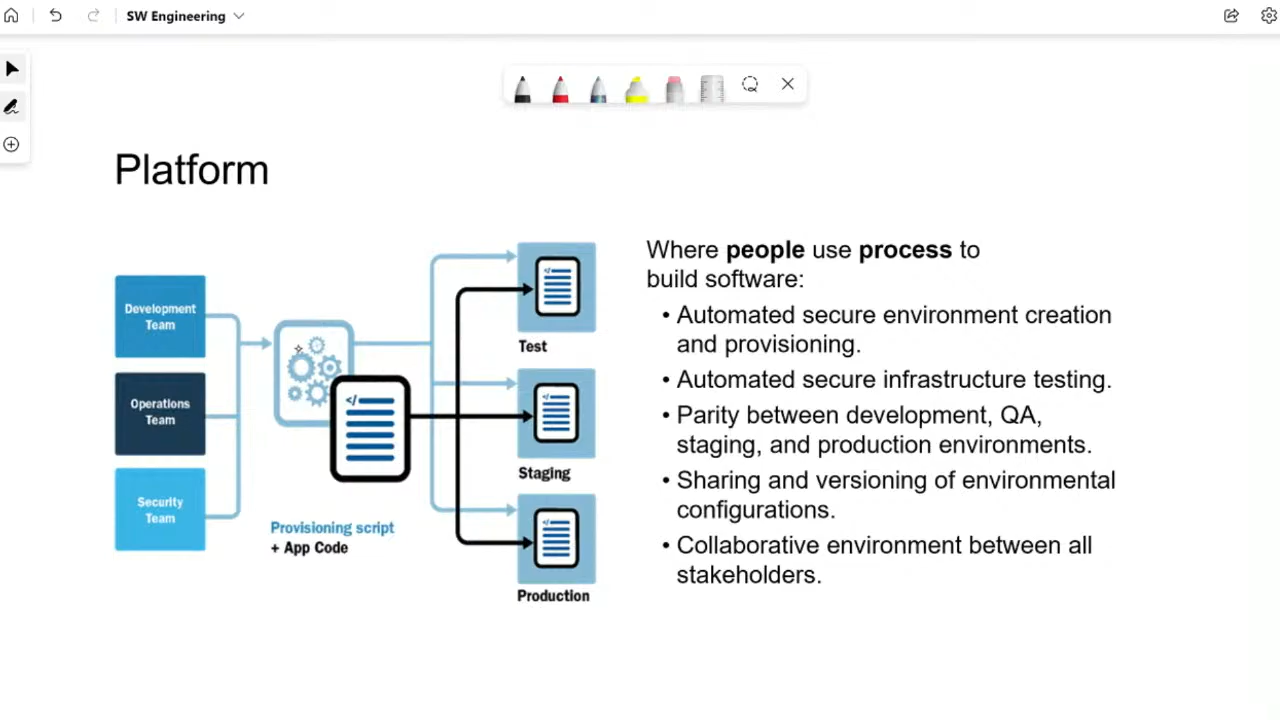 SW Engineering
Platform
Development
Team
Operations
Team
Security
Team
Provisioning script
+ App Code
</>
</>
Test
</>
Staging
</>
Production
Where people use process to
build software:
• Automated secure environment creation
and provisioning.
• Automated secure infrastructure testing.
• Parity between development, QA,
staging, and production environments.
• Sharing and versioning of environmental
configurations.
• Collaborative environment between all
stakeholders.